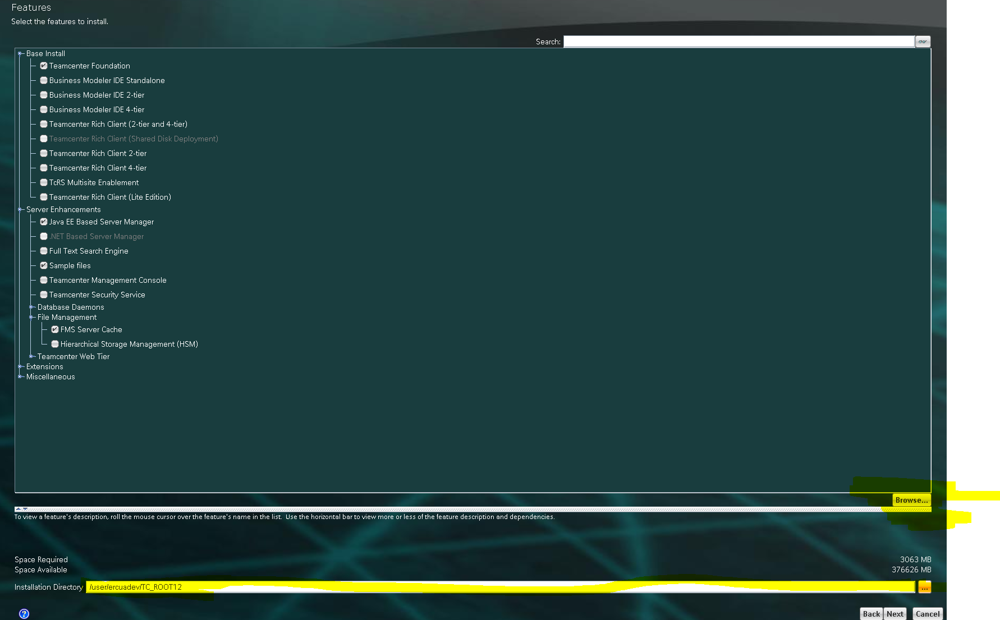 Features
Select the features to install.
Search:
Base Install
Teamcenter Foundation
Business Modeler IDE Standalone
Business Modeler IDE 2-tier
Business Modeler IDE 4-tier
Teamcenter Rich Client (2-tier and 4-tier)
Teamcenter Rich Client (Shared Disk Deployment)
Teamcenter Rich Client 2-tier
Teamcenter Rich Client 4-tier
TcRS Multisite Enablement
Teamcenter Rich Client (Lite Edition)
Server Enhancements
Java EE Based Server Manager
.NET Based Server Manager
Full Text Search Engine
Sample files
Teamcenter Management Console
Teamcenter Security Service
Database Daemons
File Management
FMS Server Cache
Hierarchical Storage Management (HSM)
Teamcenter Web Tier
Extensions
Miscellaneous
Browse...
To view a feature's description, roll the mouse cursor over the feature's name in the list. Use the horizontal bar to view more or less of the feature description and dependencies.
Space Required 3063 MB
Space Available 376626 MB
Installation Directory /user/ercuadev/TC_ROOT12 ...
? Back Next Cancel